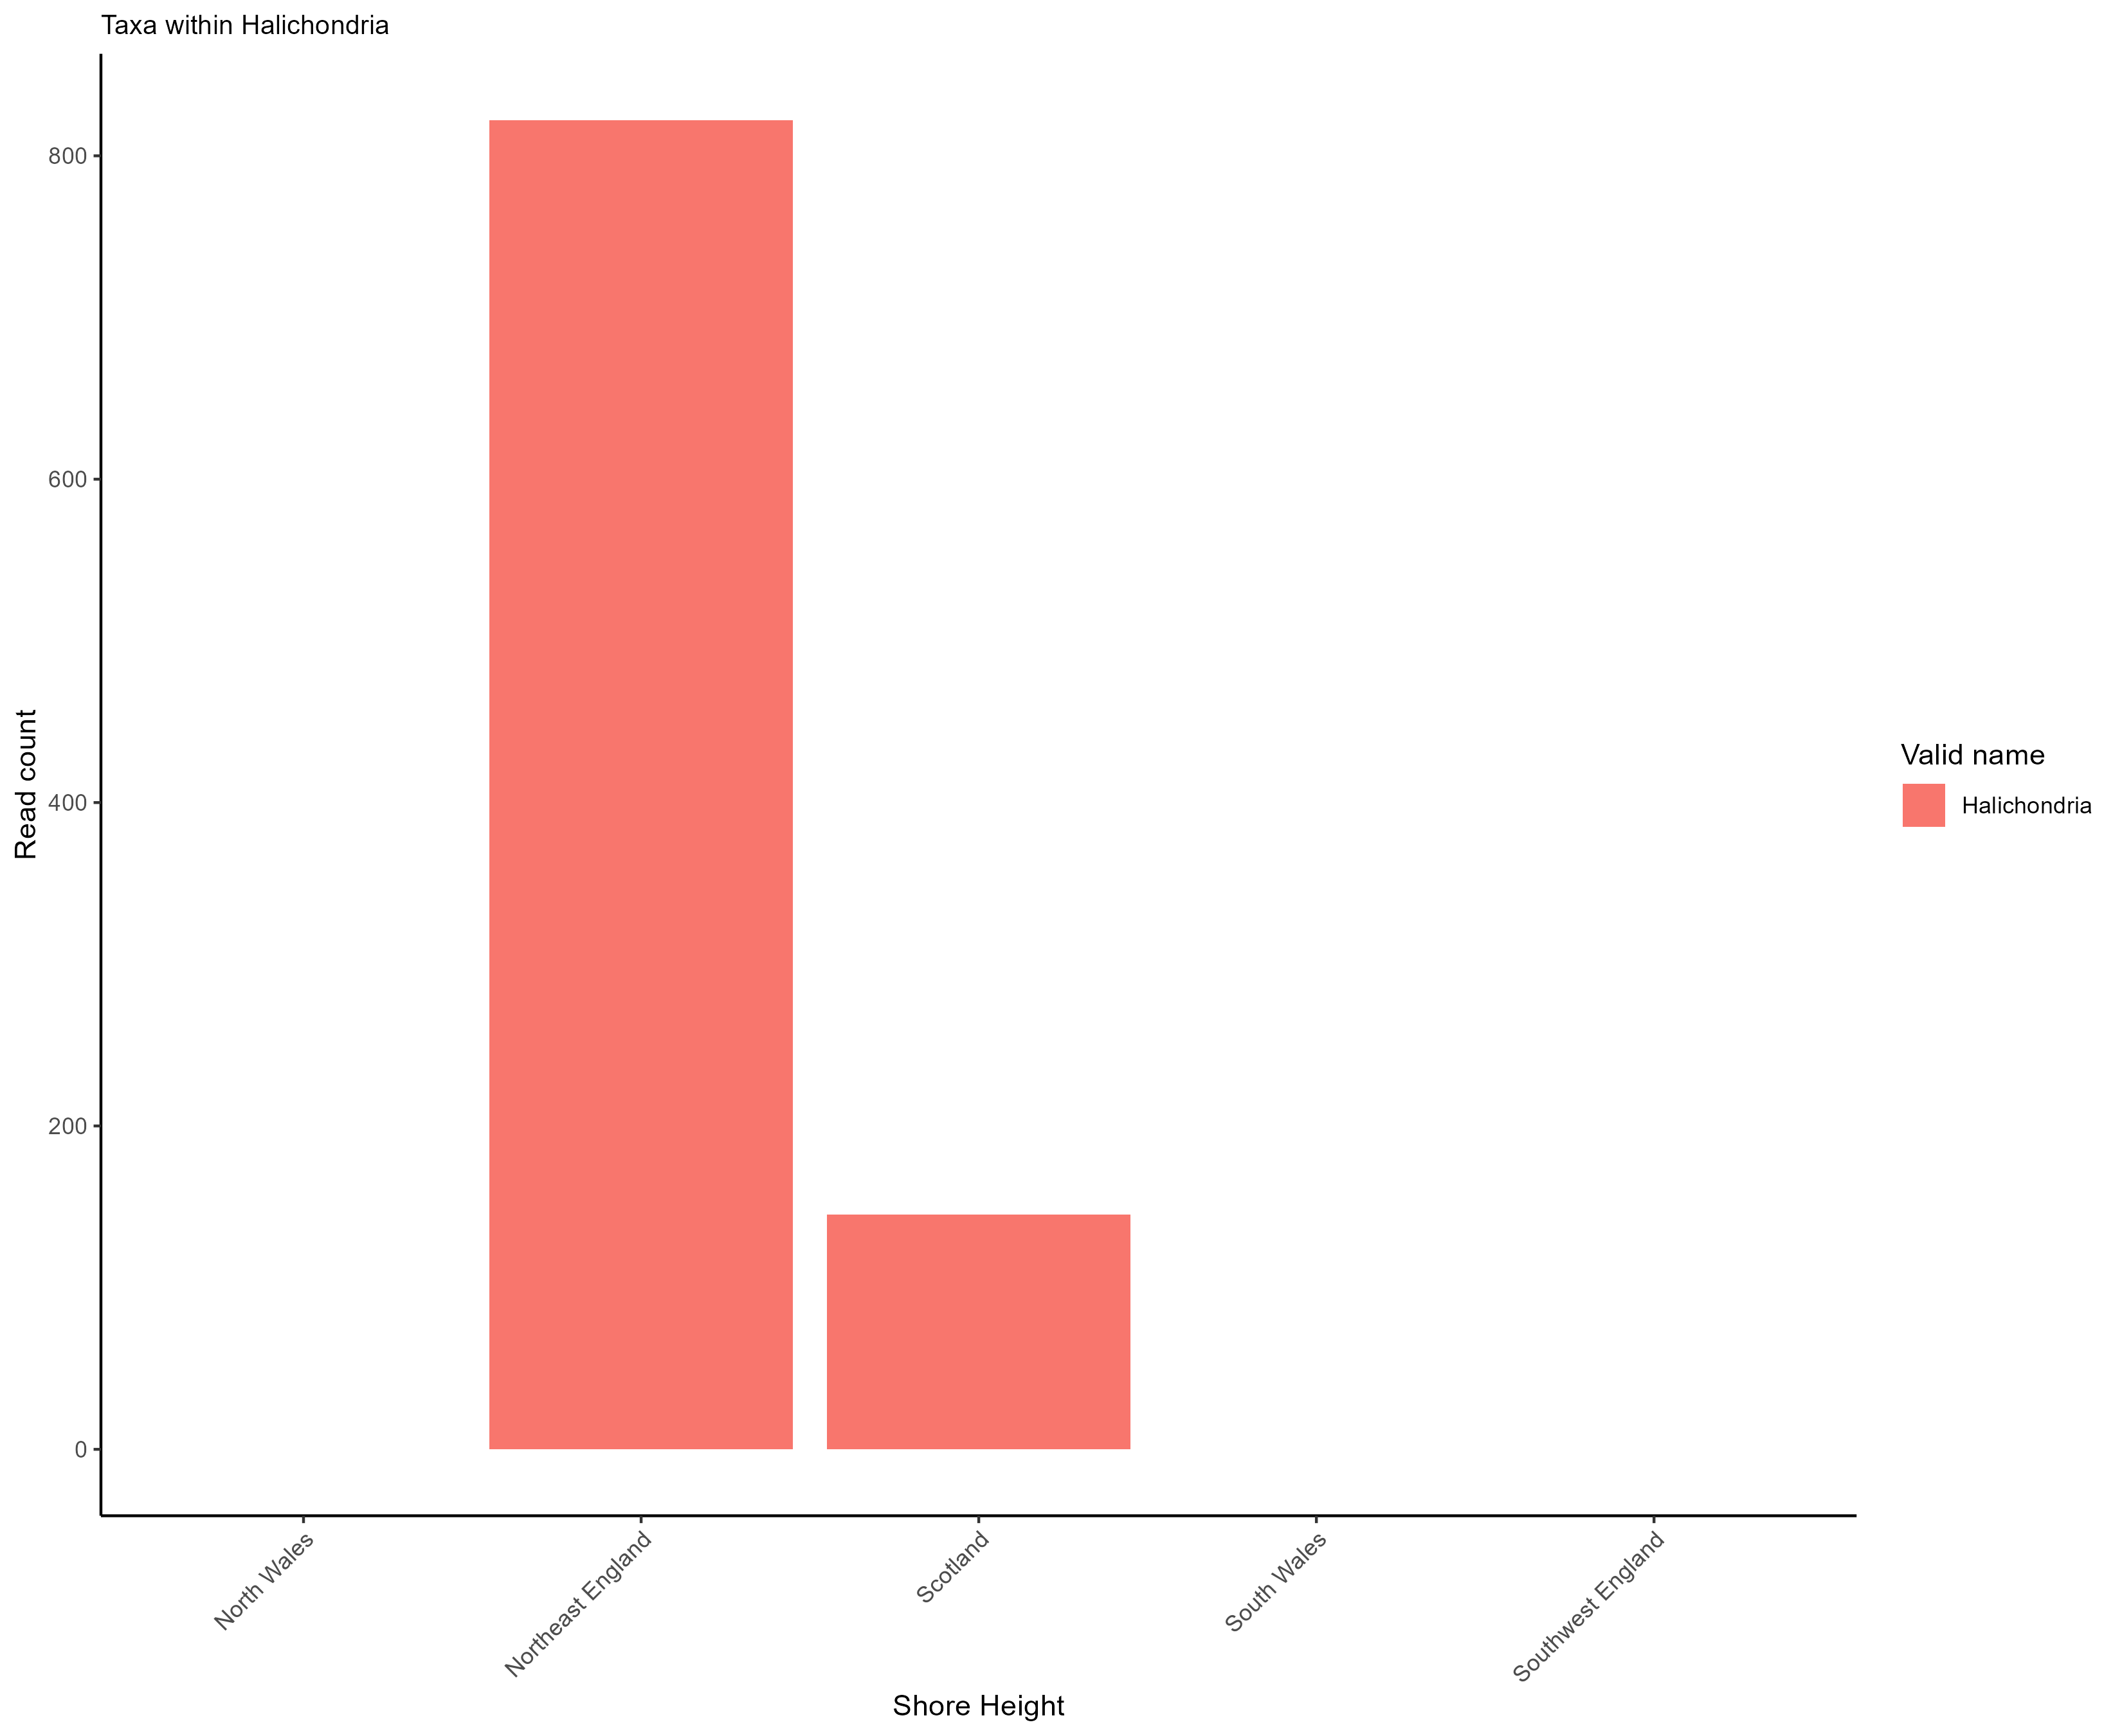 Taxa within Halichondria
800
600
400
200
0
Read count
North Wales
Northeast England
Scotland
South Wales
Southwest England
Shore Height
Valid name
Halichondria